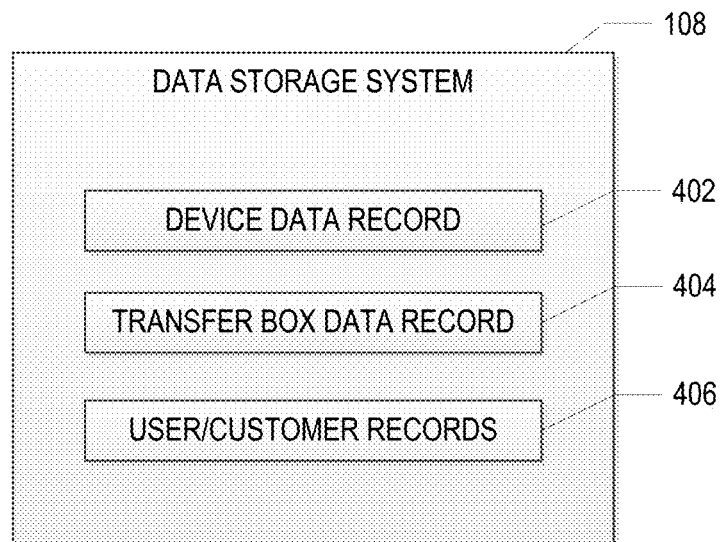 108
DATA STORAGE SYSTEM
DEVICE DATA RECORD
402
TRANSFER BOX DATA RECORD
404
USER/CUSTOMER RECORDS
406